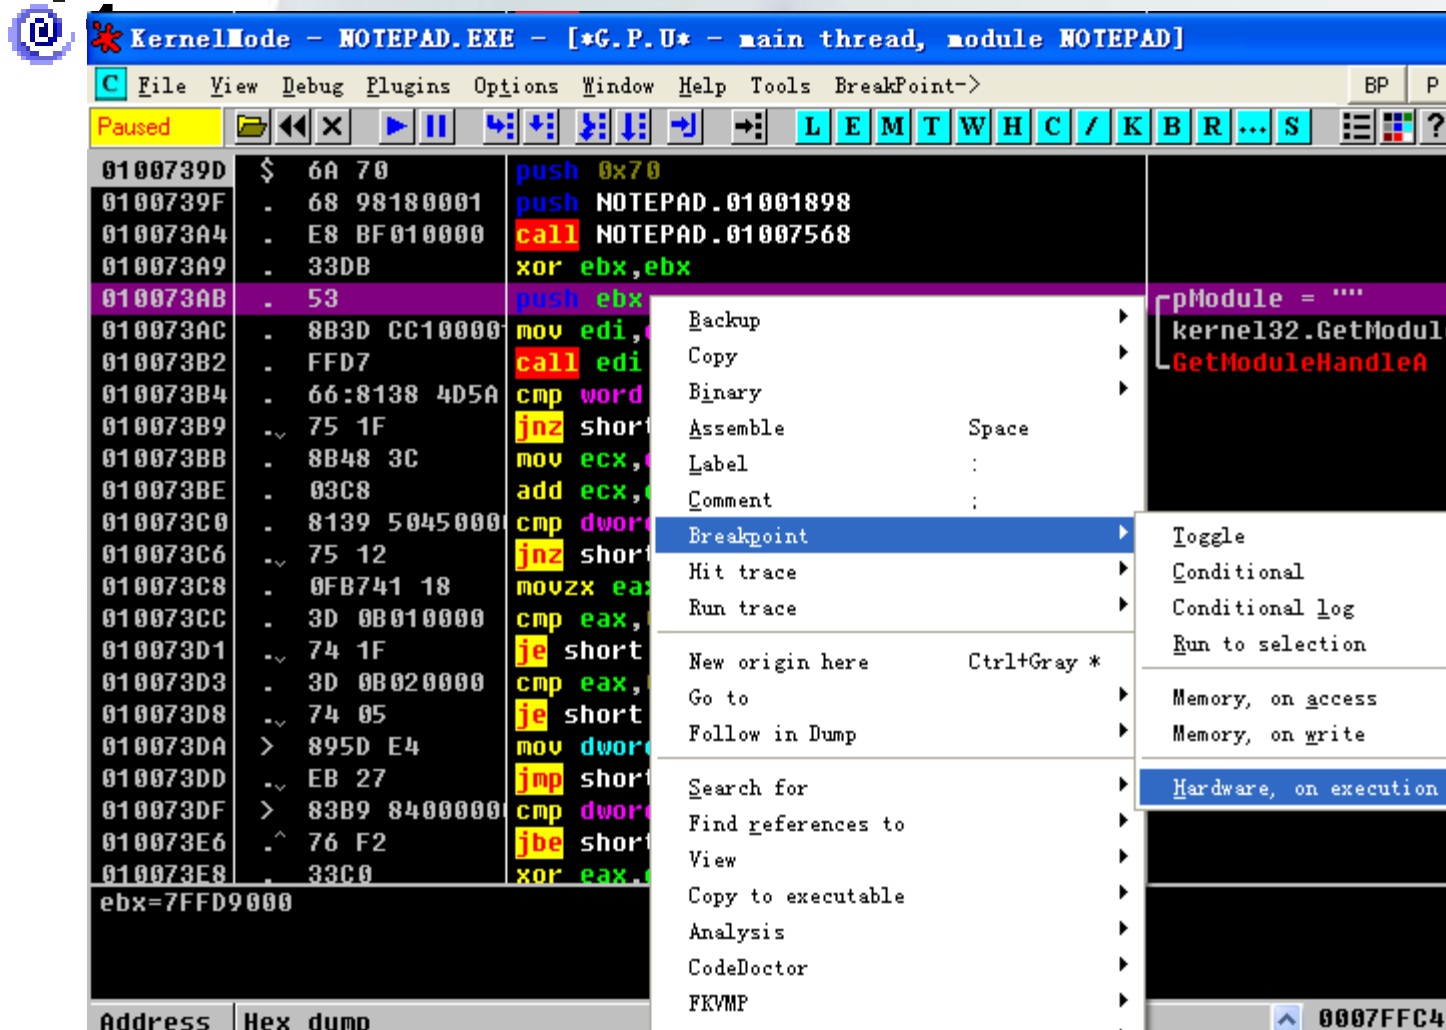 KernelMode - NOTEPAD.EXE - [*G.P.U* - main thread, module NOTEPAD]
C File View Debug Plugins Options Window Help Tools BreakPoint-> BP P
Paused L E M T W H C / K B R ... S ?
0100739D $ 6A 70 push 0x70
0100739F . 68 98180001 push NOTEPAD.01001898
010073A4 . E8 BF010000 call NOTEPAD.01007568
010073A9 . 33DB xor ebx,ebx
010073AB . 53 push ebx pModule = ""
010073AC . 8B3D CC10000 mov edi, kernel32.GetModul
010073B2 . FFD7 call edi GetModuleHandleA
010073B4 . 66:8138 4D5A cmp word
010073B9 . 75 1F jnz short
010073BB . 8B48 3C mov ecx,
010073BE . 03C8 add ecx,
010073C0 . 8139 5045000 cmp dwor
010073C6 . 75 12 jnz short
010073C8 . 0FB741 18 movzx ea
010073CC . 3D 0B010000 cmp eax,
010073D1 . 74 1F je short
010073D3 . 3D 0B020000 cmp eax,
010073D8 . 74 05 je short
010073DA > 895D E4 mov dwor
010073DD . EB 27 jmp short
010073DF > 83B9 8400000 cmp dwor
010073E6 .^ 76 F2 jbe short
010073E8 . 33C0 xor eax,
ebx=7FFD9000
Backup
Copy
Binary
Assemble Space
Label :
Comment ;
Breakpoint
Hit trace
Run trace
New origin here Ctrl+Gray *
Go to
Follow in Dump
Search for
Find references to
View
Copy to executable
Analysis
CodeDoctor
FKVMP
Toggle
Conditional
Conditional log
Run to selection
Memory, on access
Memory, on write
Hardware, on execution
Address Hex dump 0007FFC4